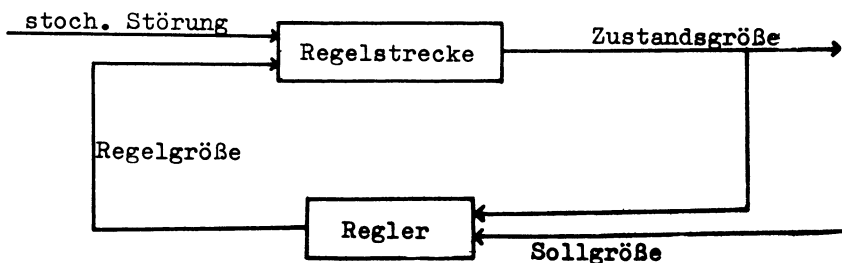 stoch. Störung
Zustandsgröße
Regelstrecke
Regelgröße
Regler
Sollgröße